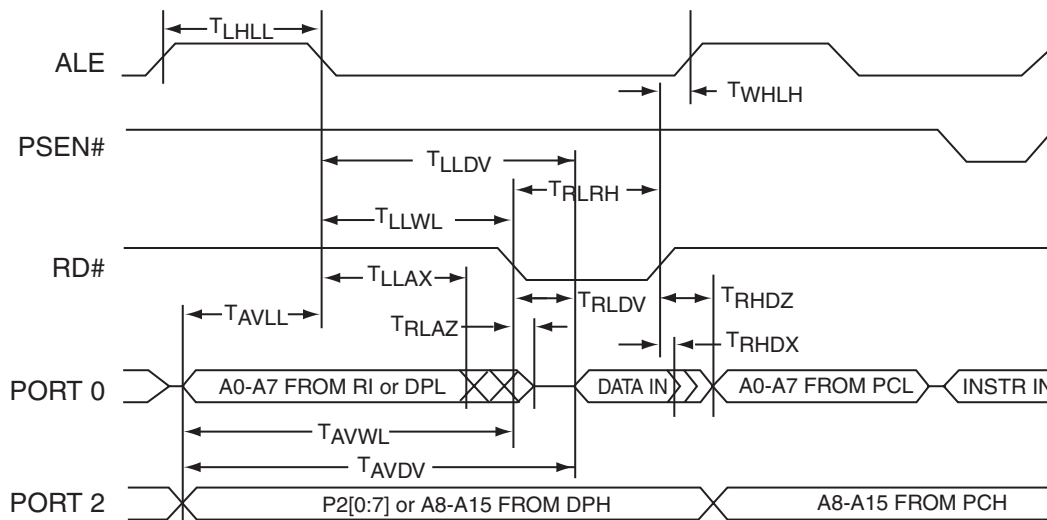 TLHLL
ALE
TWHLH
PSEN#
TLLDV
TRLRH
TLLWL
RD#
TLLAX
TRLDV
TRHDZ
TAVLL
TRLAZ
TRHDX
PORT 0
A0-A7 FROM RI or DPL
DATA IN
A0-A7 FROM PCL
INSTR IN
TAVWL
TAVDV
PORT 2
P2[0:7] or A8-A15 FROM DPH
A8-A15 FROM PCH